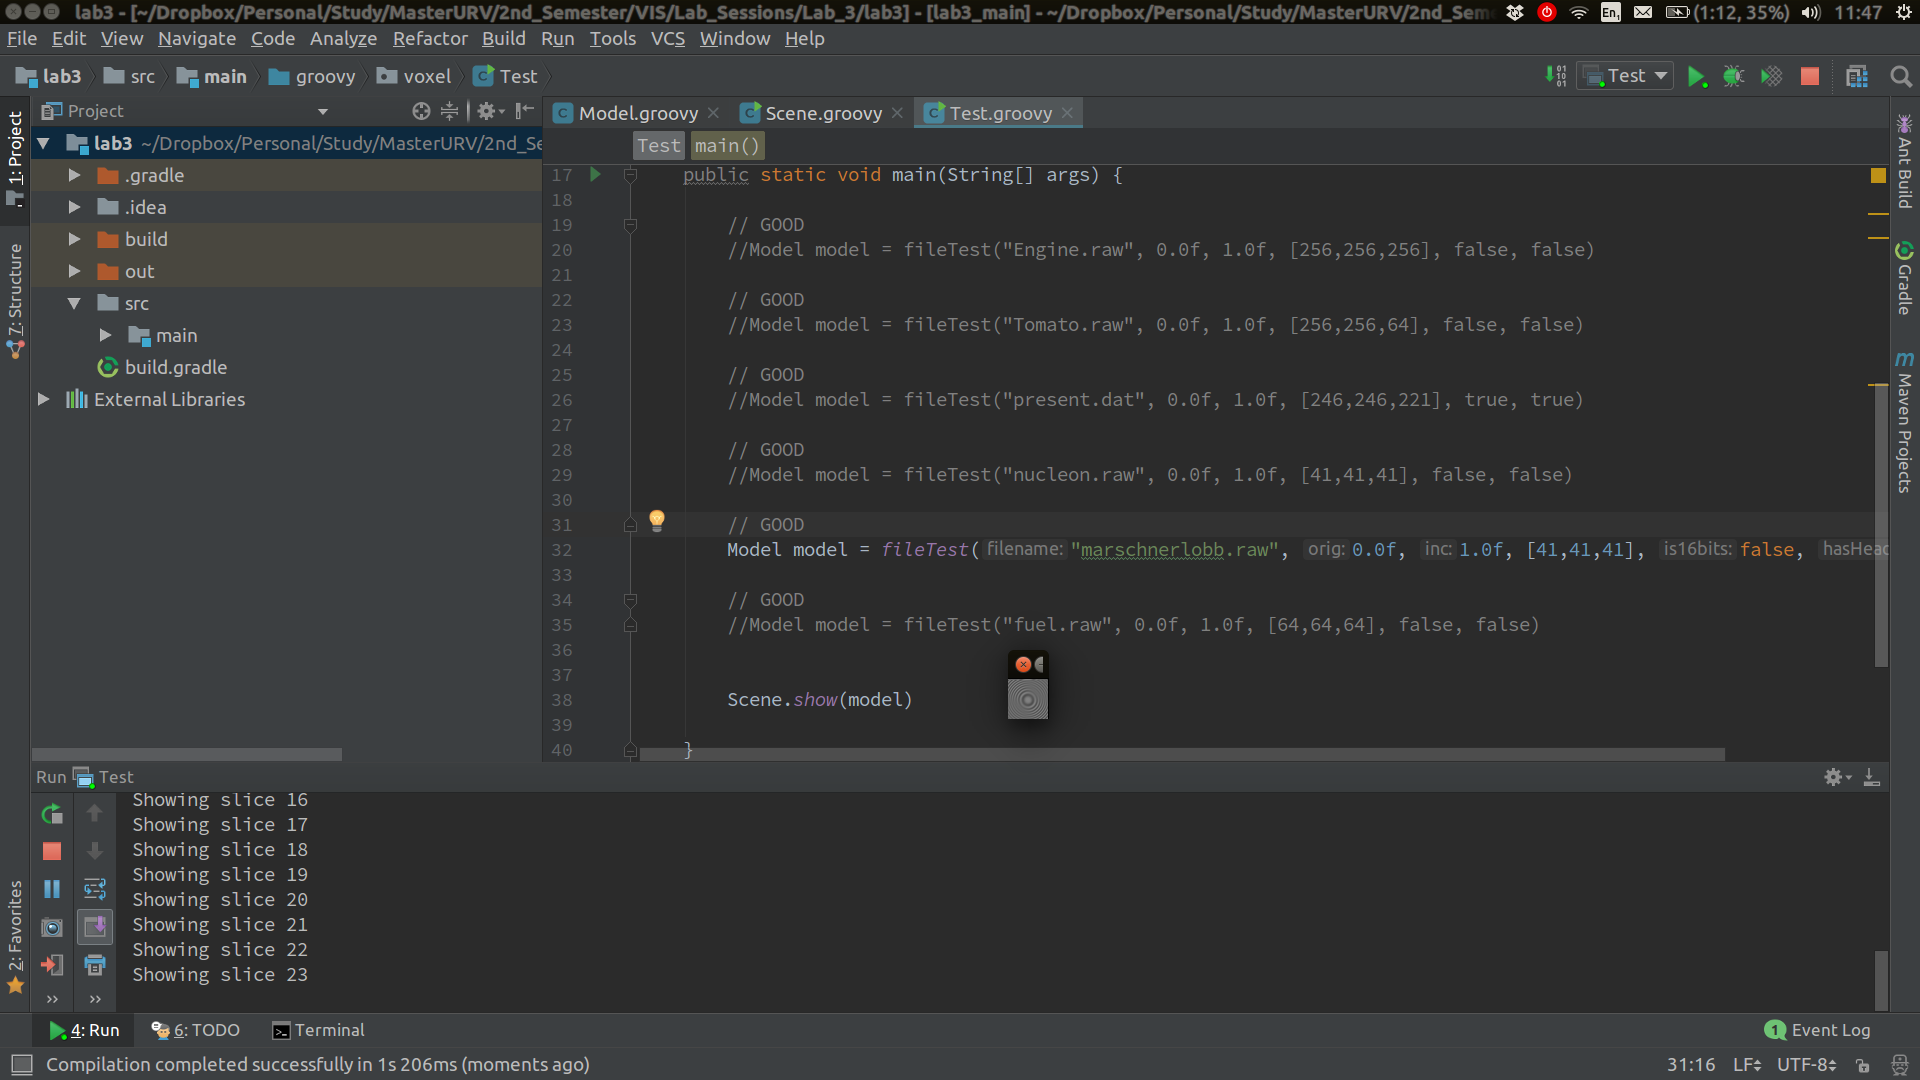 lab3 - [~/Dropbox/Personal/Study/MasterURV/2nd_Semester/VIS/Lab_Sessions/Lab_3/lab3] - [lab3_main] - ~/Dropbox/Personal/Study/MasterURV/2nd_Sem
En1 (1:12, 35%) 11:47
File Edit View Navigate Code Analyze Refactor Build Run Tools VCS Window Help
lab3 src main groovy voxel Test
Test
Project
Model.groovy Scene.groovy Test.groovy
Test main()
1: Project
7: Structure
2: Favorites
lab3 ~/Dropbox/Personal/Study/MasterURV/2nd_Se
.gradle
.idea
build
out
src
main
build.gradle
External Libraries
17 public static void main(String[] args) {
18
19 // GOOD
20 //Model model = fileTest("Engine.raw", 0.0f, 1.0f, [256,256,256], false, false)
21
22 // GOOD
23 //Model model = fileTest("Tomato.raw", 0.0f, 1.0f, [256,256,64], false, false)
24
25 // GOOD
26 //Model model = fileTest("present.dat", 0.0f, 1.0f, [246,246,221], true, true)
27
28 // GOOD
29 //Model model = fileTest("nucleon.raw", 0.0f, 1.0f, [41,41,41], false, false)
30
31 // GOOD
32 Model model = fileTest( filename: "marschnerlobb.raw", orig: 0.0f, inc: 1.0f, [41,41,41], is16bits: false, hasHead
33
34 // GOOD
35 //Model model = fileTest("fuel.raw", 0.0f, 1.0f, [64,64,64], false, false)
36
37
38 Scene.show(model)
39
40 }
Ant Build
Gradle
Maven Projects
Run Test
Showing slice 16
Showing slice 17
Showing slice 18
Showing slice 19
Showing slice 20
Showing slice 21
Showing slice 22
Showing slice 23
4: Run 6: TODO Terminal
1 Event Log
Compilation completed successfully in 1s 206ms (moments ago)
31:16 LF UTF-8